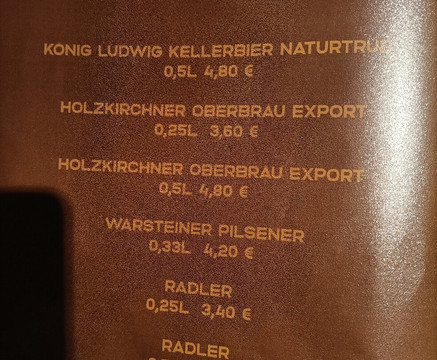 KONIG LUDWIG KELLERBIER NATURTRUB
0,5L 4,80 €
HOLZKIRCHNER OBERBRAU EXPORT
0,25L 3,60 €
HOLZKIRCHNER OBERBRAU EXPORT
0,5L 4,80 €
WARSTEINER PILSENER
0,33L 4,20 €
RADLER
0,25L 3,40 €
RADLER